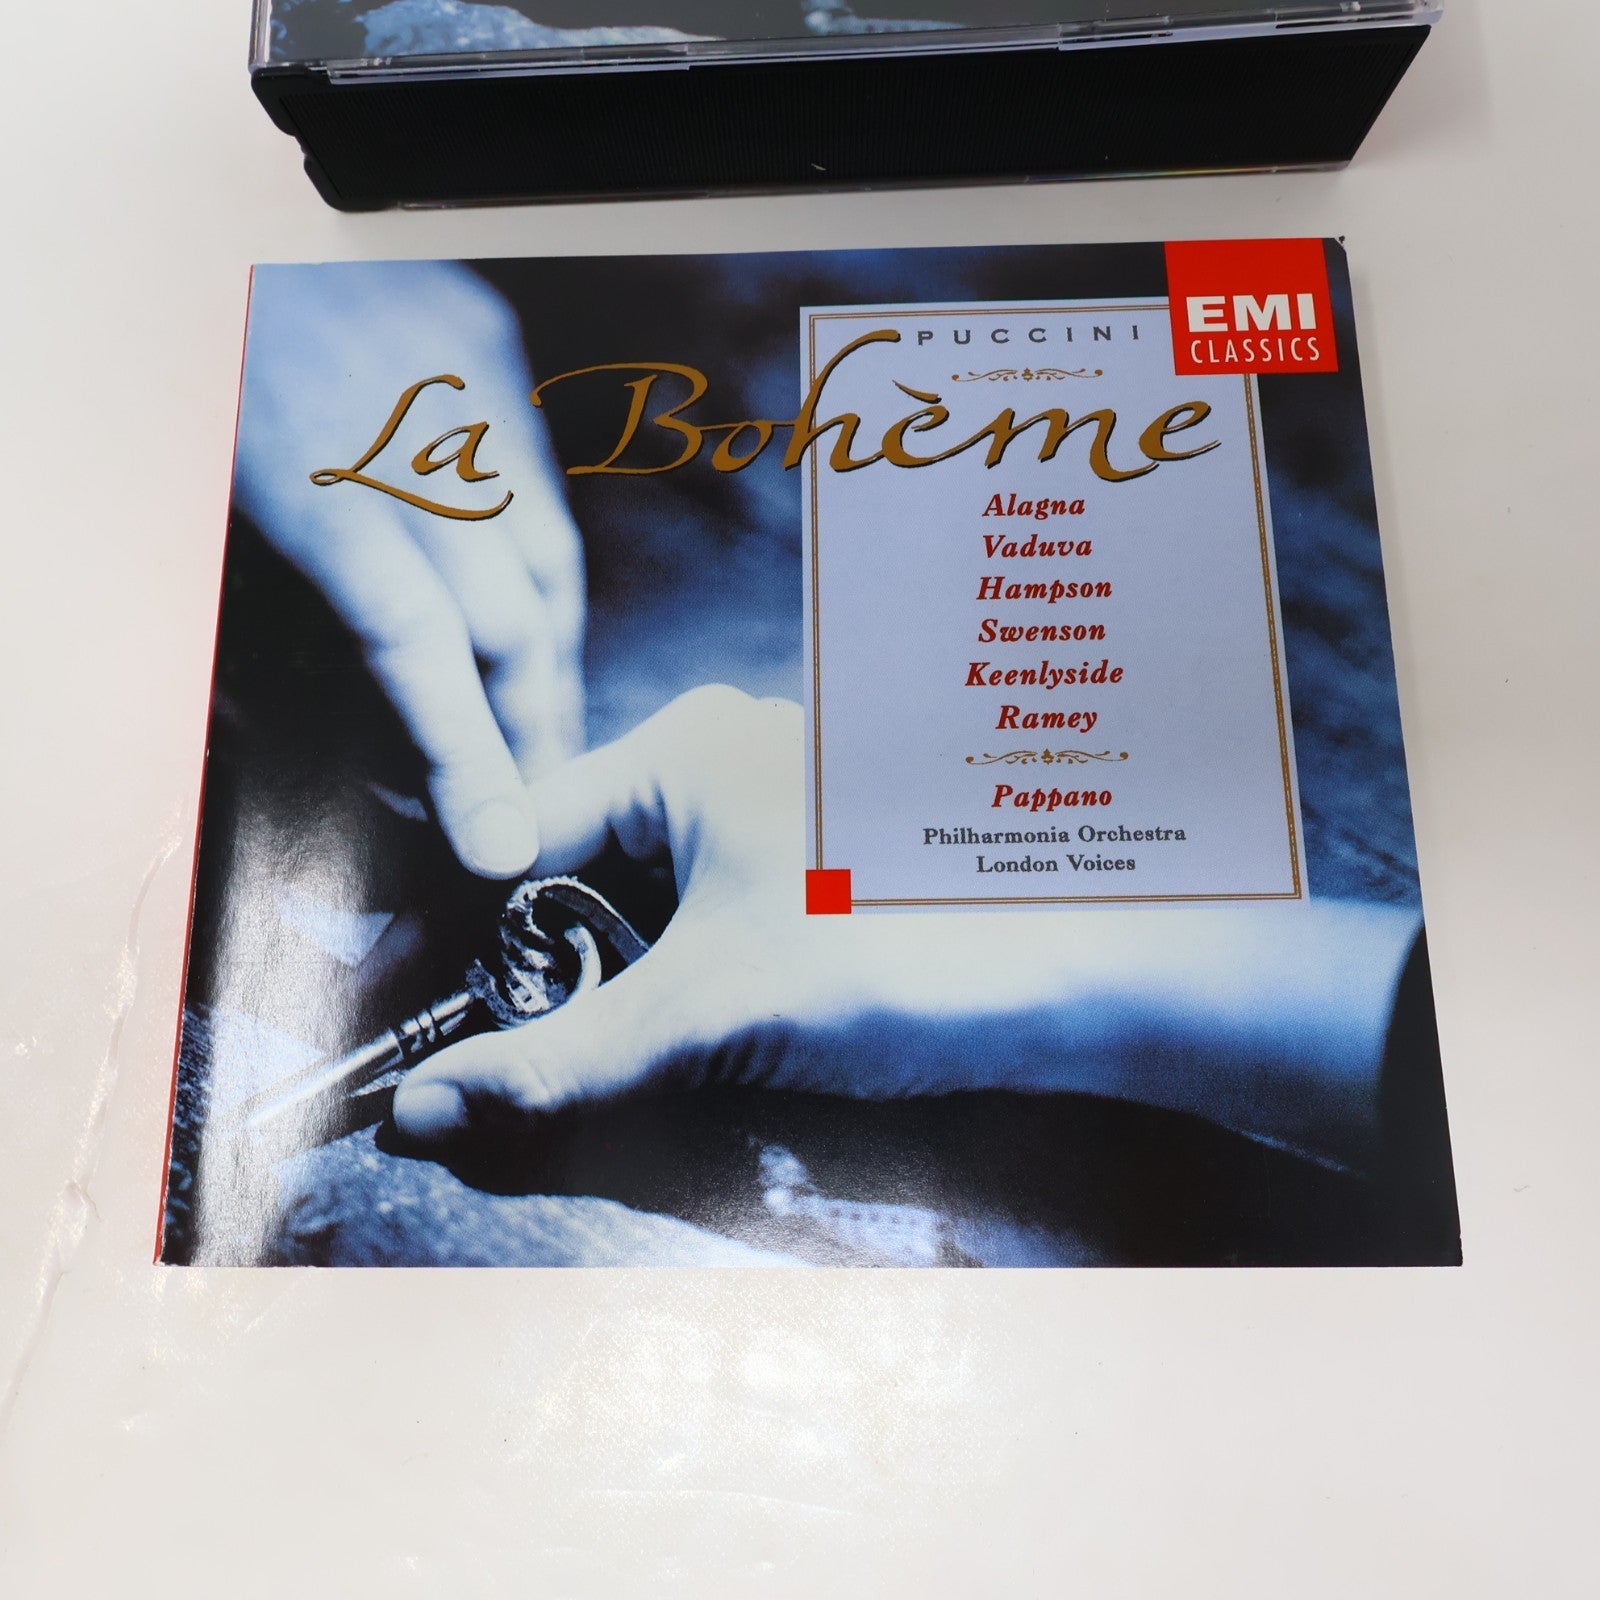 EMI
CLASSICS
PUCCINI
La Bohème
Alagna
Vaduva
Hampson
Swenson
Keenlyside
Ramey
Pappano
Philharmonia Orchestra
London Voices